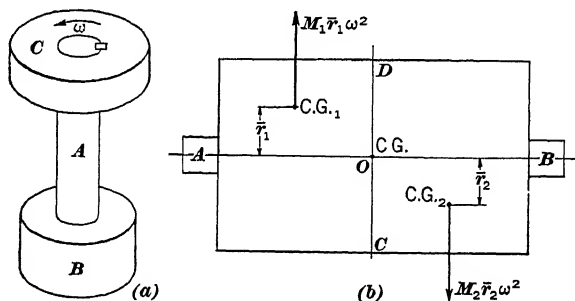 ω
C
A
B
(a)
M₁r̄₁ω²
D
C.G.₁
r̄₁
A
C G.
O
B
r̄₂
C.G.₂
C
M₂r̄₂ω²
(b)